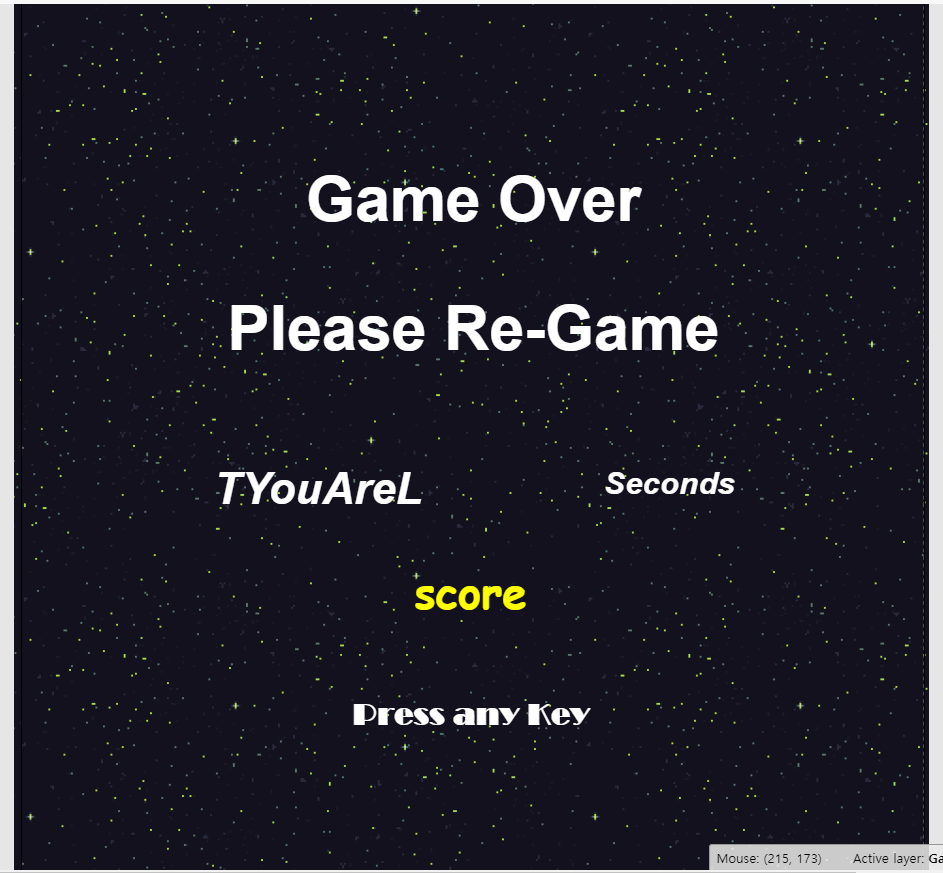 Game Over
Please Re-Game
TYouAreL Seconds
score
Press any Key
Mouse: (215, 173) Active layer: Ga